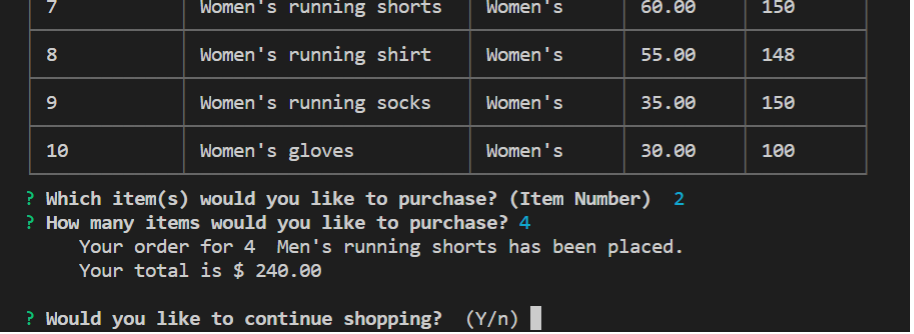 7 Women's running shorts Women's 60.00 150
8 Women's running shirt Women's 55.00 148
9 Women's running socks Women's 35.00 150
10 Women's gloves Women's 30.00 100
? Which item(s) would you like to purchase? (Item Number) 2
? How many items would you like to purchase? 4
Your order for 4 Men's running shorts has been placed.
Your total is $ 240.00
? Would you like to continue shopping? (Y/n)